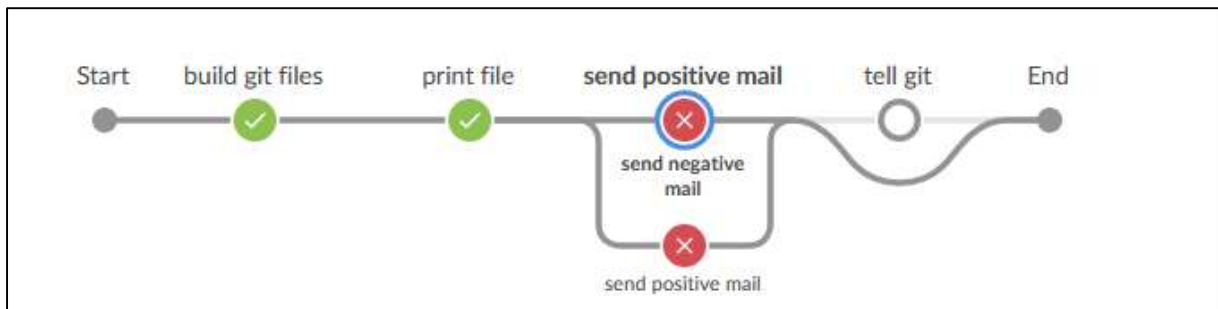 Start
build git files
print file
send positive mail
tell git
End
send negative
mail
send positive mail